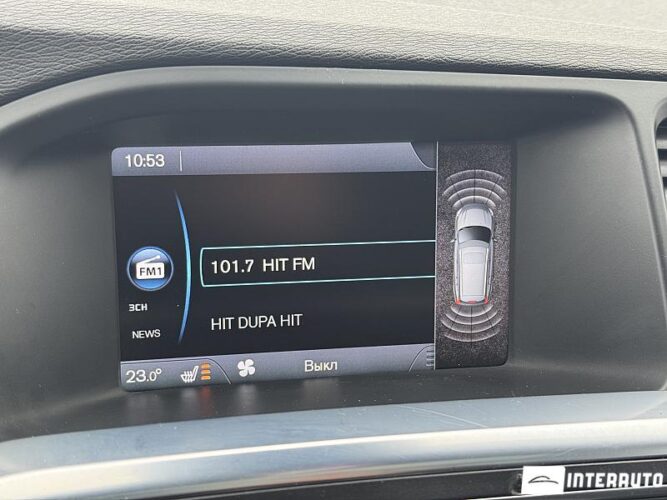 10:53
101.7 HIT FM
FM1
ЗСН
NEWS
HIT DUPA HIT
23.0°
Выкл
INTERAUTO